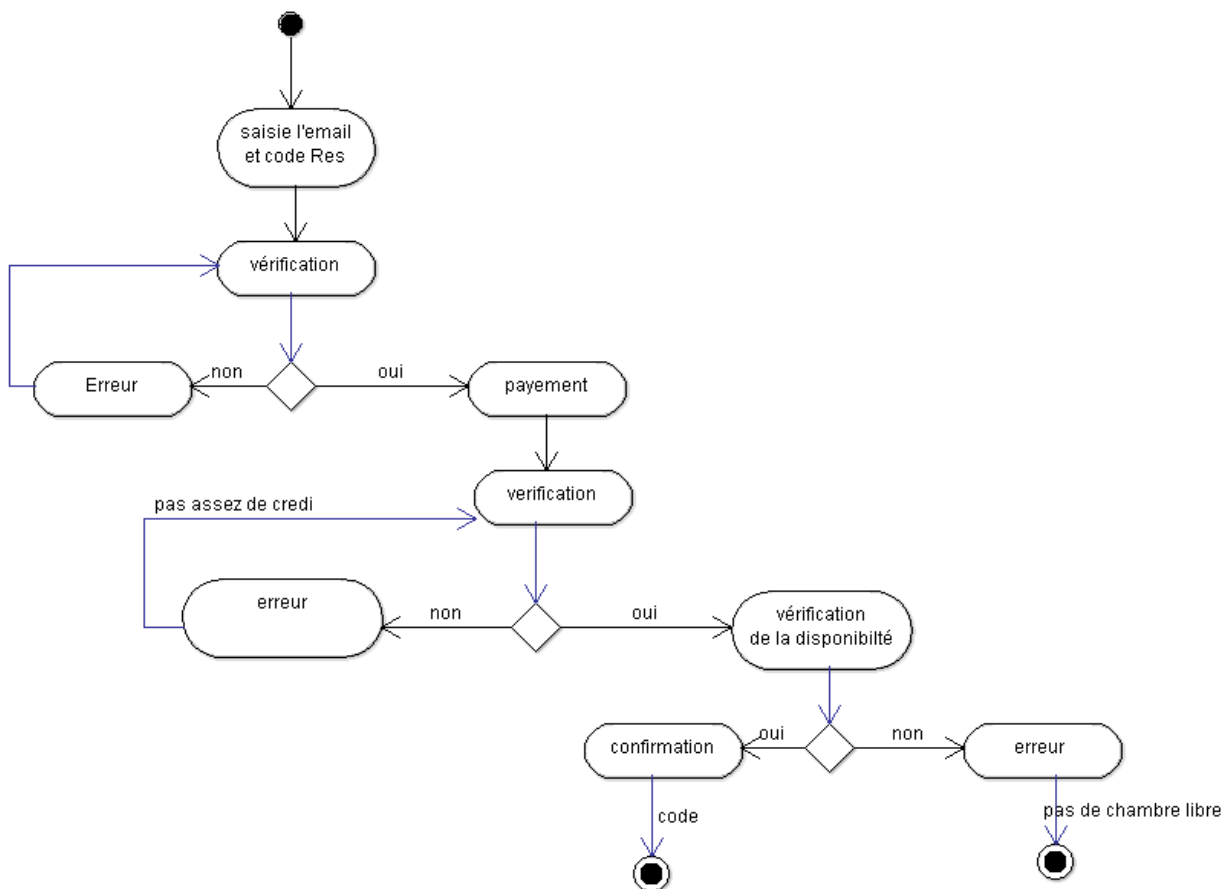 saisie l'email
et code Res
vérification
Erreur
non
oui
payement
verification
pas assez de credi
erreur
non
oui
vérification
de la disponibilté
confirmation
oui
non
erreur
code
pas de chambre libre